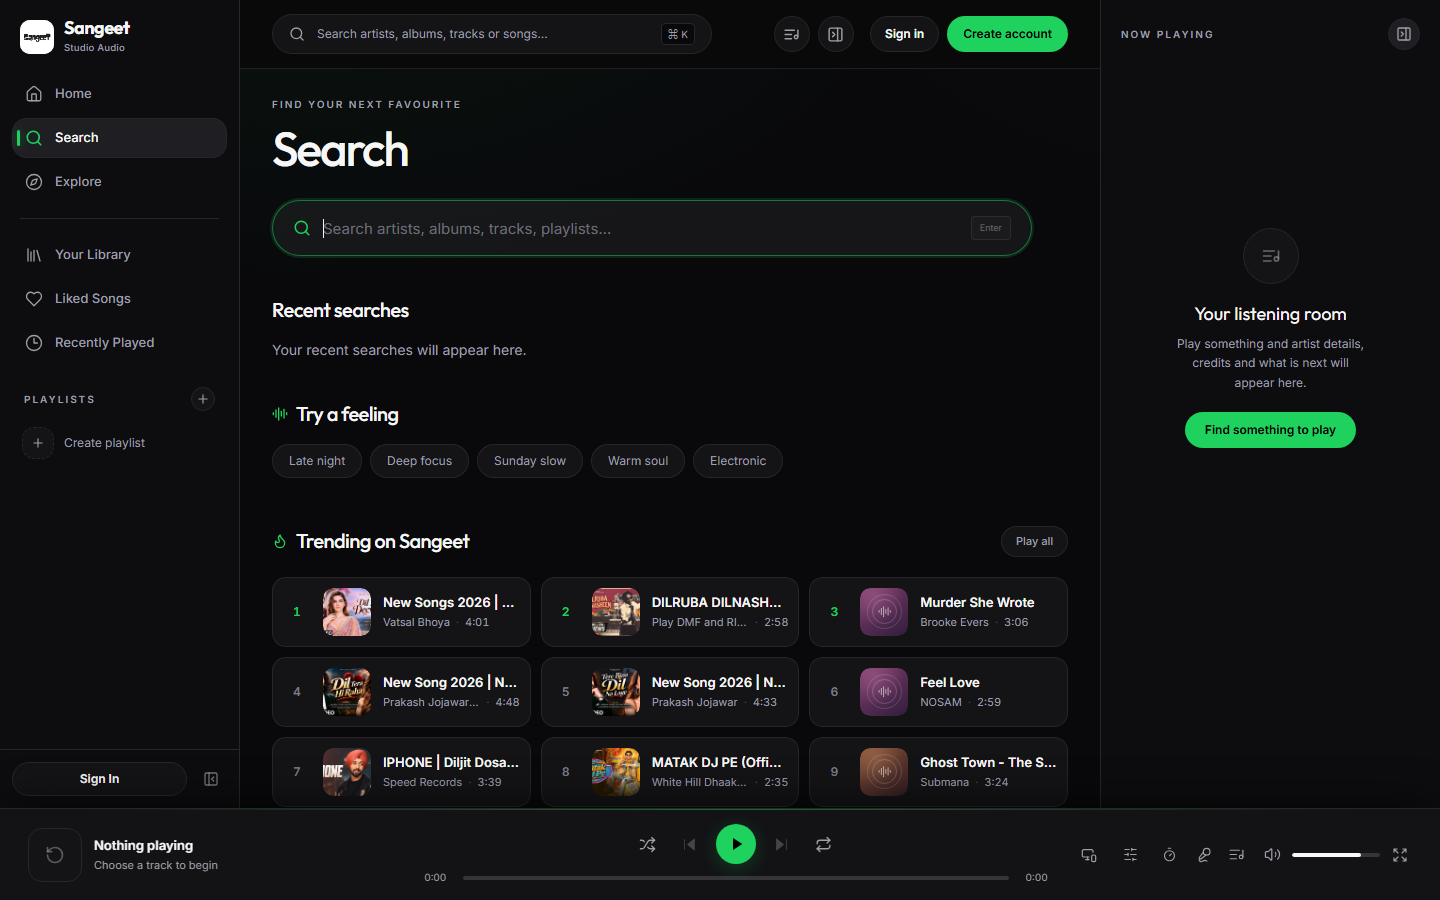 Sangeet
Studio Audio
Home
Search
Explore
Your Library
Liked Songs
Recently Played
PLAYLISTS
Create playlist
Sign In
Search artists, albums, tracks or songs...
⌘ K
Sign in
Create account
FIND YOUR NEXT FAVOURITE
Search
Search artists, albums, tracks, playlists...
Enter
Recent searches
Your recent searches will appear here.
Try a feeling
Late night
Deep focus
Sunday slow
Warm soul
Electronic
Trending on Sangeet
Play all
1
New Songs 2026 | ...
Vatsal Bhoya · 4:01
2
DILRUBA DILNASH...
Play DMF and RI... · 2:58
3
Murder She Wrote
Brooke Evers · 3:06
4
New Song 2026 | N...
Prakash Jojawar... · 4:48
5
New Song 2026 | N...
Prakash Jojawar · 4:33
6
Feel Love
NOSAM · 2:59
7
IPHONE | Diljit Dosa...
Speed Records · 3:39
8
MATAK DJ PE (Offi...
White Hill Dhaak... · 2:35
9
Ghost Town - The S...
Submana · 3:24
NOW PLAYING
Your listening room
Play something and artist details,
credits and what is next will
appear here.
Find something to play
Nothing playing
Choose a track to begin
0:00
0:00